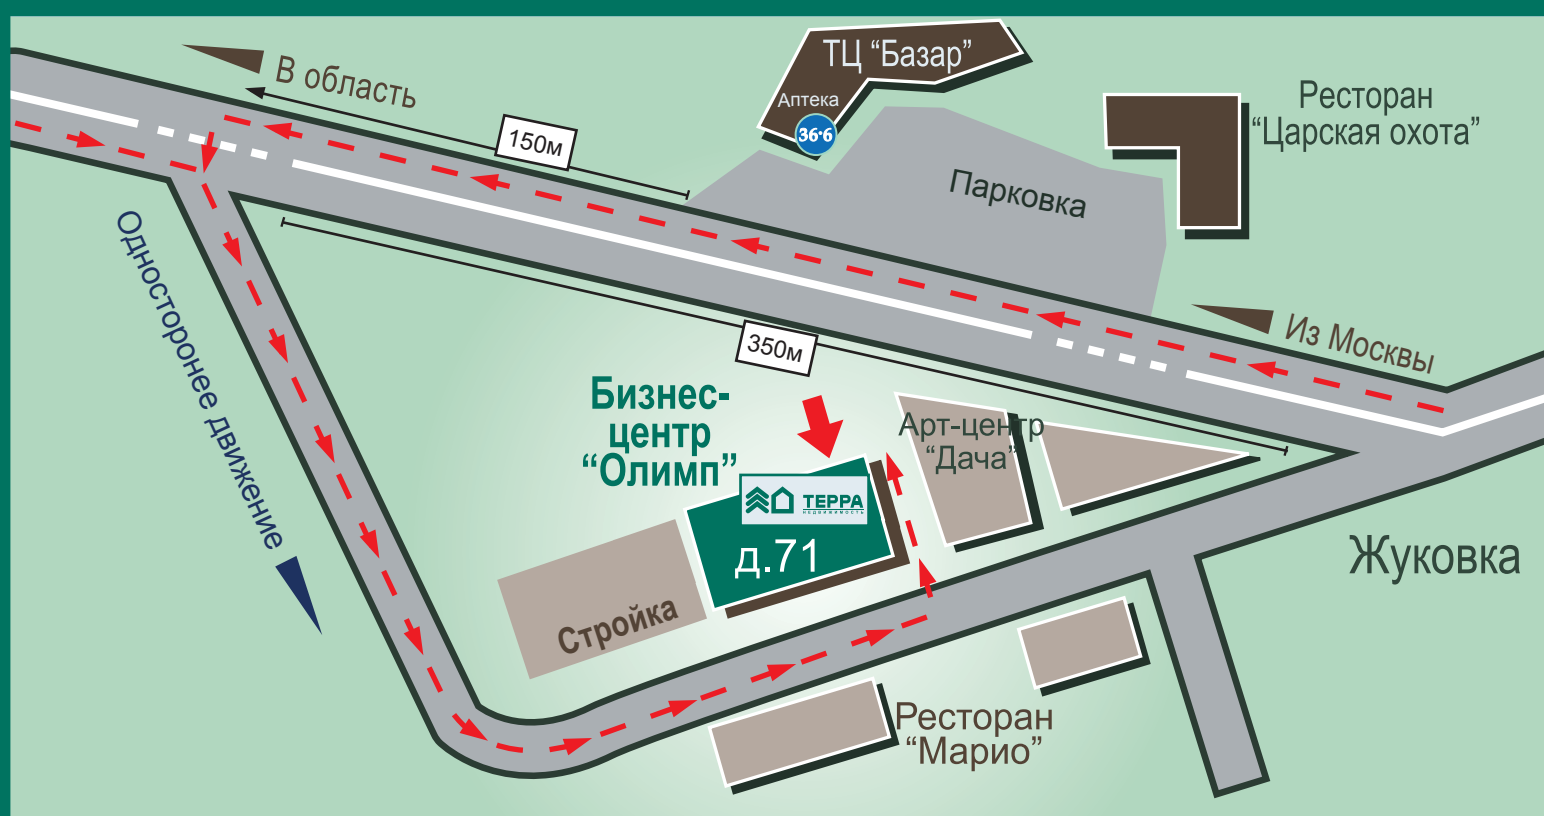 ТЦ “Базар”
Аптека
36·6
В область
150м
Ресторан
“Царская охота”
Парковка
Одностороннее движение
Из Москвы
350м
Бизнес-
центр
“Олимп”
Арт-центр
“Дача”
ТЕРРА
НЕДВИЖИМОСТЬ
д.71
Стройка
Жуковка
Ресторан
“Марио”